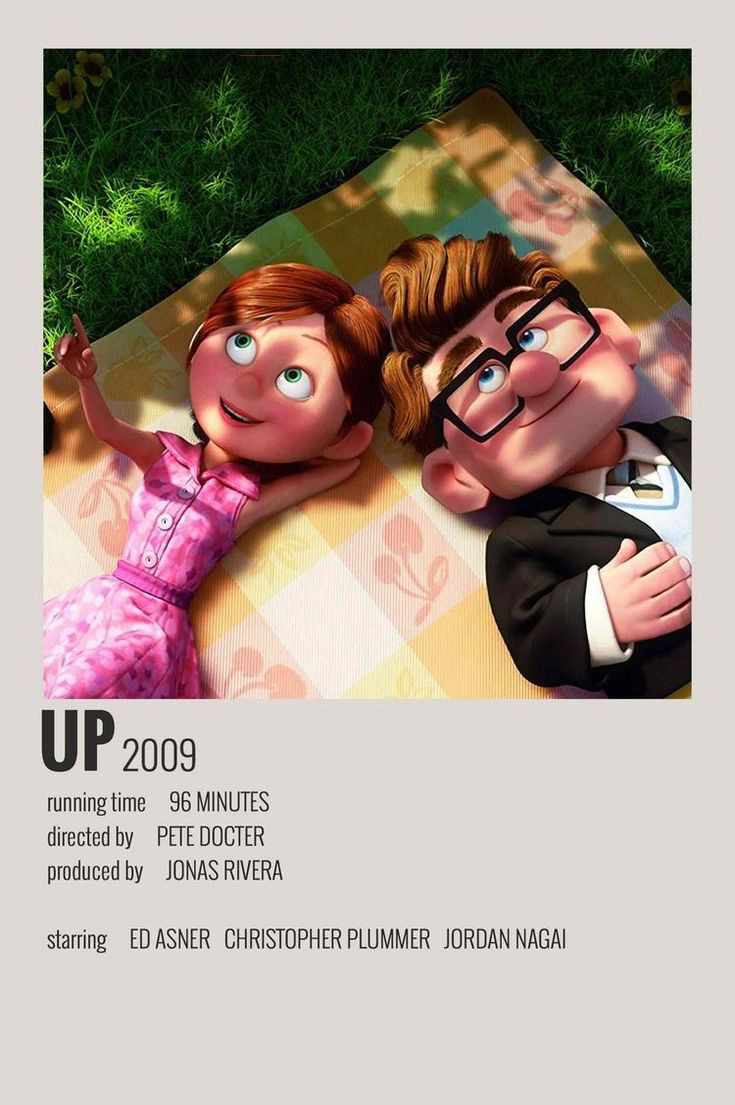 UP 2009
running time 96 MINUTES
directed by PETE DOCTER
produced by JONAS RIVERA
starring ED ASNER CHRISTOPHER PLUMMER JORDAN NAGAI